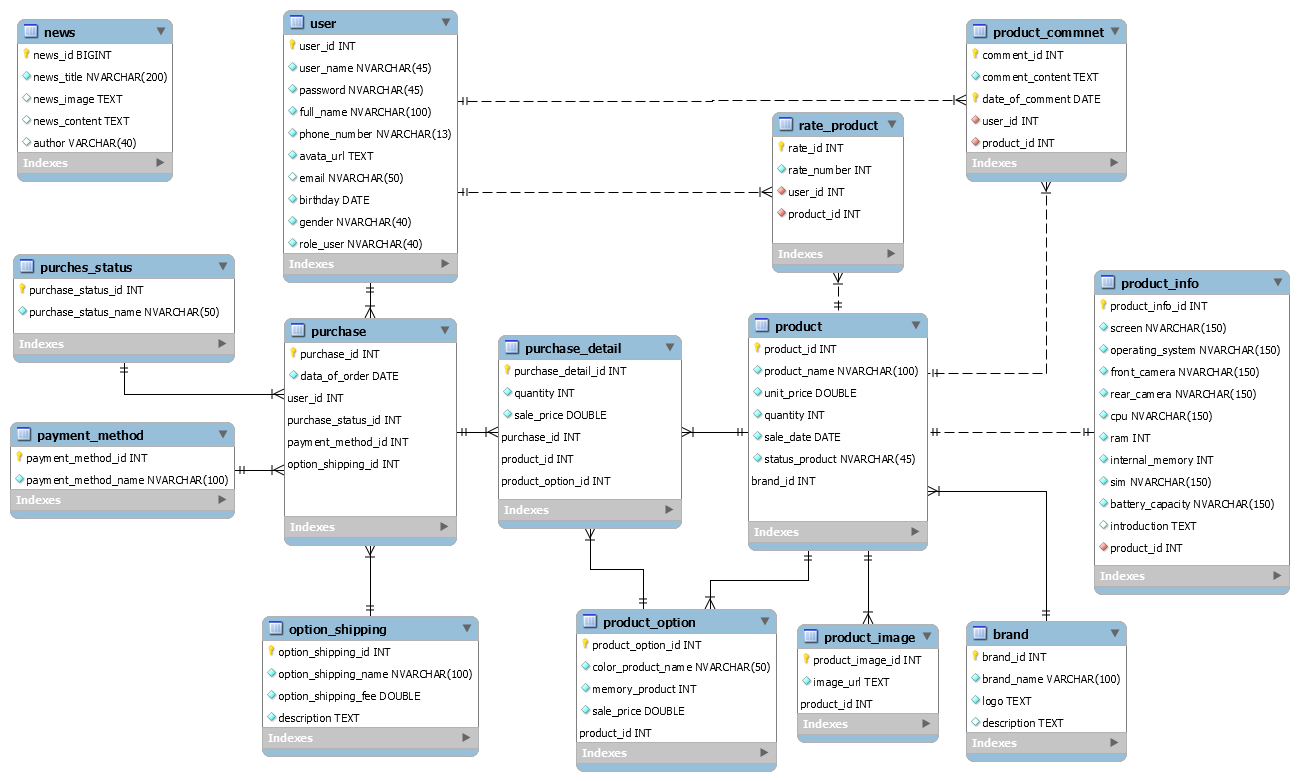 news
news_id BIGINT
news_title NVARCHAR(200)
news_image TEXT
news_content TEXT
author VARCHAR(40)
Indexes
user
user_id INT
user_name NVARCHAR(45)
password NVARCHAR(45)
full_name NVARCHAR(100)
phone_number NVARCHAR(13)
avata_url TEXT
email NVARCHAR(50)
birthday DATE
gender NVARCHAR(40)
role_user NVARCHAR(40)
Indexes
product_commnet
comment_id INT
comment_content TEXT
date_of_comment DATE
user_id INT
product_id INT
Indexes
rate_product
rate_id INT
rate_number INT
user_id INT
product_id INT
Indexes
purches_status
purchase_status_id INT
purchase_status_name NVARCHAR(50)
Indexes
purchase
purchase_id INT
data_of_order DATE
user_id INT
purchase_status_id INT
payment_method_id INT
option_shipping_id INT
Indexes
purchase_detail
purchase_detail_id INT
quantity INT
sale_price DOUBLE
purchase_id INT
product_id INT
product_option_id INT
Indexes
product
product_id INT
product_name NVARCHAR(100)
unit_price DOUBLE
quantity INT
sale_date DATE
status_product NVARCHAR(45)
brand_id INT
Indexes
product_info
product_info_id INT
screen NVARCHAR(150)
operating_system NVARCHAR(150)
front_camera NVARCHAR(150)
rear_camera NVARCHAR(150)
cpu NVARCHAR(150)
ram INT
internal_memory INT
sim NVARCHAR(150)
battery_capacity NVARCHAR(150)
introduction TEXT
product_id INT
Indexes
payment_method
payment_method_id INT
payment_method_name NVARCHAR(100)
Indexes
option_shipping
option_shipping_id INT
option_shipping_name NVARCHAR(100)
option_shipping_fee DOUBLE
description TEXT
Indexes
product_option
product_option_id INT
color_product_name NVARCHAR(50)
memory_product INT
sale_price DOUBLE
product_id INT
Indexes
product_image
product_image_id INT
image_url TEXT
product_id INT
Indexes
brand
brand_id INT
brand_name VARCHAR(100)
logo TEXT
description TEXT
Indexes